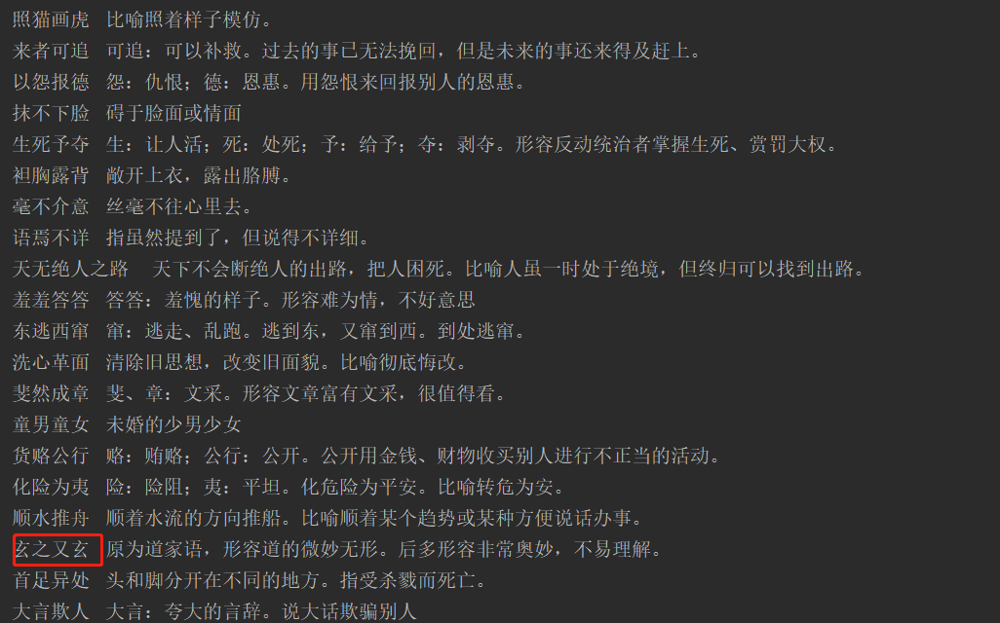 照猫画虎 比喻照着样子模仿。
来者可追 可追：可以补救。过去的事已无法挽回，但是未来的事还来得及赶上。
以怨报德 怨：仇恨；德：恩惠。用怨恨来回报别人的恩惠。
抹不下脸 碍于脸面或情面
生死予夺 生：让人活；死：处死；予：给予；夺：剥夺。形容反动统治者掌握生死、赏罚大权。
袒胸露背 敞开上衣，露出胳膊。
毫不介意 丝毫不往心里去。
语焉不详 指虽然提到了，但说得不详细。
天无绝人之路 天下不会断绝人的出路，把人困死。比喻人虽一时处于绝境，但终归可以找到出路。
羞羞答答 答答：羞愧的样子。形容难为情，不好意思
东逃西窜 窜：逃走、乱跑。逃到东，又窜到西。到处逃窜。
洗心革面 清除旧思想，改变旧面貌。比喻彻底悔改。
斐然成章 斐、章：文采。形容文章富有文采，很值得看。
童男童女 未婚的少男少女
货赂公行 赂：贿赂；公行：公开。公开用金钱、财物收买别人进行不正当的活动。
化险为夷 险：险阻；夷：平坦。化危险为平安。比喻转危为安。
顺水推舟 顺着水流的方向推船。比喻顺着某个趋势或某种方便说话办事。
玄之又玄 原为道家语，形容道的微妙无形。后多形容非常奥妙，不易理解。
首足异处 头和脚分开在不同的地方。指受杀戮而死亡。
大言欺人 大言：夸大的言辞。说大话欺骗别人